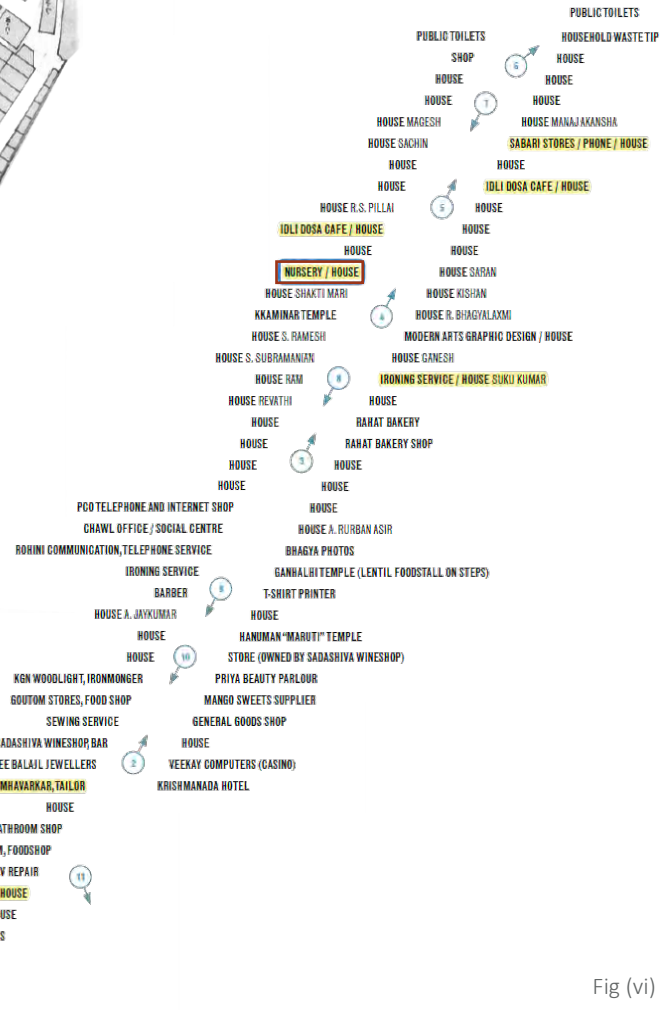 PUBLIC TOILETS
PUBLIC TOILETS HOUSEHOLD WASTE TIP
SHOP 6 HOUSE
HOUSE HOUSE
HOUSE 7 HOUSE
HOUSE MAGESH HOUSE MANAJ AKANSHA
HOUSE SACHIN SABARI STORES / PHONE / HOUSE
HOUSE HOUSE
HOUSE IDLI DOSA CAFE / HOUSE
HOUSE R.S. PILLAI 5 HOUSE
IDLI DOSA CAFE / HOUSE HOUSE
HOUSE HOUSE
NURSERY / HOUSE HOUSE SARAN
HOUSE SHAKTI MARI HOUSE KISHAN
KKAMINAR TEMPLE 4 HOUSE R. BHAGYALAXMI
HOUSE S. RAMESH MODERN ARTS GRAPHIC DESIGN / HOUSE
HOUSE S. SUBRAMANIAN HOUSE GANESH
HOUSE RAM 8 IRONING SERVICE / HOUSE SUKU KUMAR
HOUSE REVATHI HOUSE
HOUSE RAHAT BAKERY
HOUSE RAHAT BAKERY SHOP
HOUSE 3 HOUSE
HOUSE HOUSE
PCO TELEPHONE AND INTERNET SHOP HOUSE
CHAWL OFFICE / SOCIAL CENTRE HOUSE A. RURBAN ASIR
ROHINI COMMUNICATION, TELEPHONE SERVICE BHAGYA PHOTOS
IRONING SERVICE GANHALHI TEMPLE (LENTIL FOODSTALL ON STEPS)
BARBER 9 T-SHIRT PRINTER
HOUSE A. JAYKUMAR HOUSE
HOUSE HANUMAN "MARUTI" TEMPLE
HOUSE 10 STORE (OWNED BY SADASHIVA WINESHOP)
KGN WOODLIGHT, IRONMONGER PRIYA BEAUTY PARLOUR
GOUTOM STORES, FOOD SHOP MANGO SWEETS SUPPLIER
SEWING SERVICE GENERAL GOODS SHOP
ADASHIVA WINESHOP, BAR HOUSE
EE BALAJL JEWELLERS 2 VEEKAY COMPUTERS (CASINO)
MHAVARKAR, TAILOR KRISHMANADA HOTEL
HOUSE
ATHROOM SHOP
M, FOODSHOP
V REPAIR 11
HOUSE
USE
S
Fig (vi)